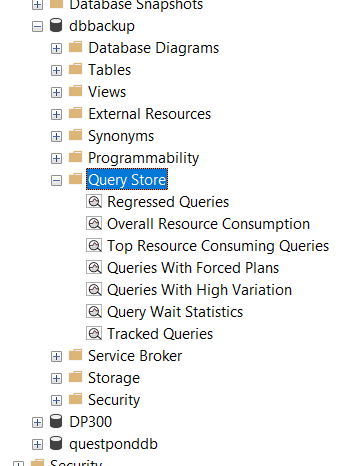 Database Snapshots
dbbackup
Database Diagrams
Tables
Views
External Resources
Synonyms
Programmability
Query Store
Regressed Queries
Overall Resource Consumption
Top Resource Consuming Queries
Queries With Forced Plans
Queries With High Variation
Query Wait Statistics
Tracked Queries
Service Broker
Storage
Security
DP300
questponddb
Security